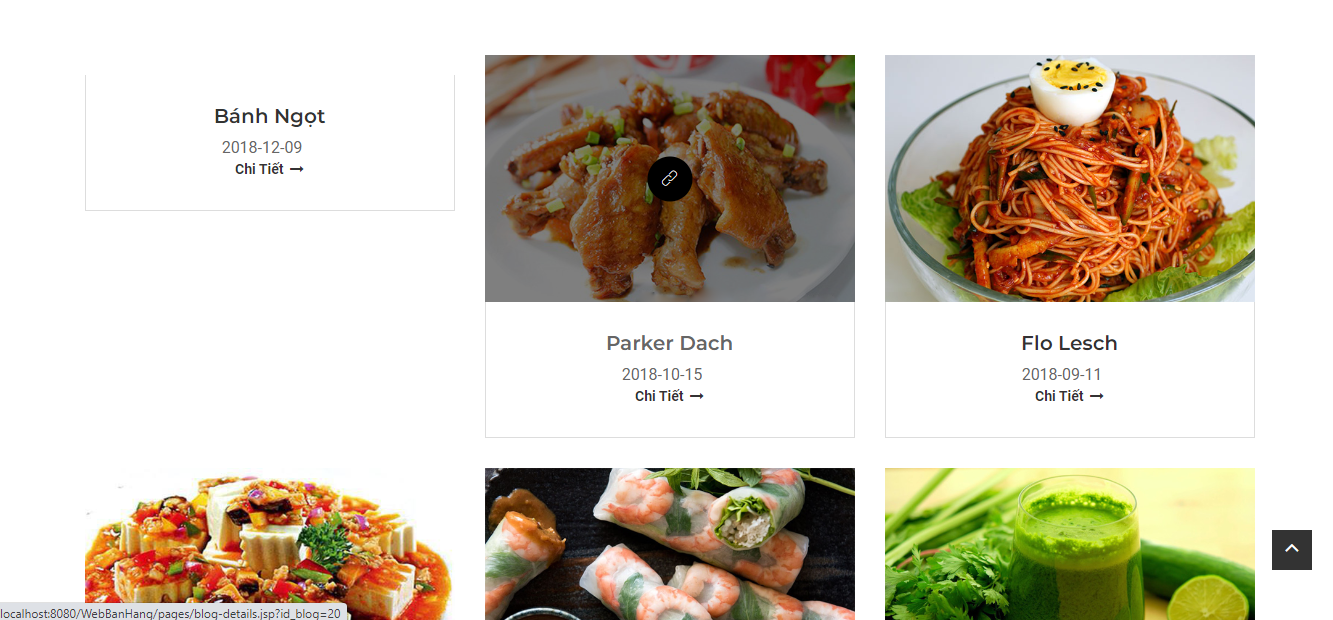 Bánh Ngọt
2018-12-09
Chi Tiết
Parker Dach
2018-10-15
Chi Tiết
Flo Lesch
2018-09-11
Chi Tiết
localhost:8080/WebBanHang/pages/blog-details.jsp?id_blog=20